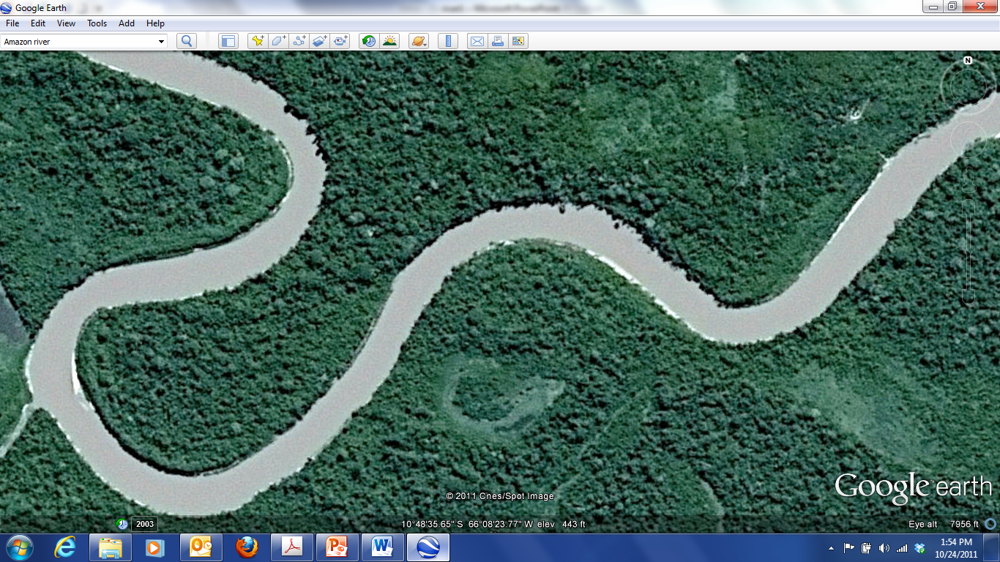 Google Earth
File Edit View Tools Add Help
Amazon river
N
Google earth
© 2011 Cnes/Spot Image
2003
10°48'35.65" S 66°08'23.77" W elev 443 ft
Eye alt 7956 ft
1:54 PM
10/24/2011